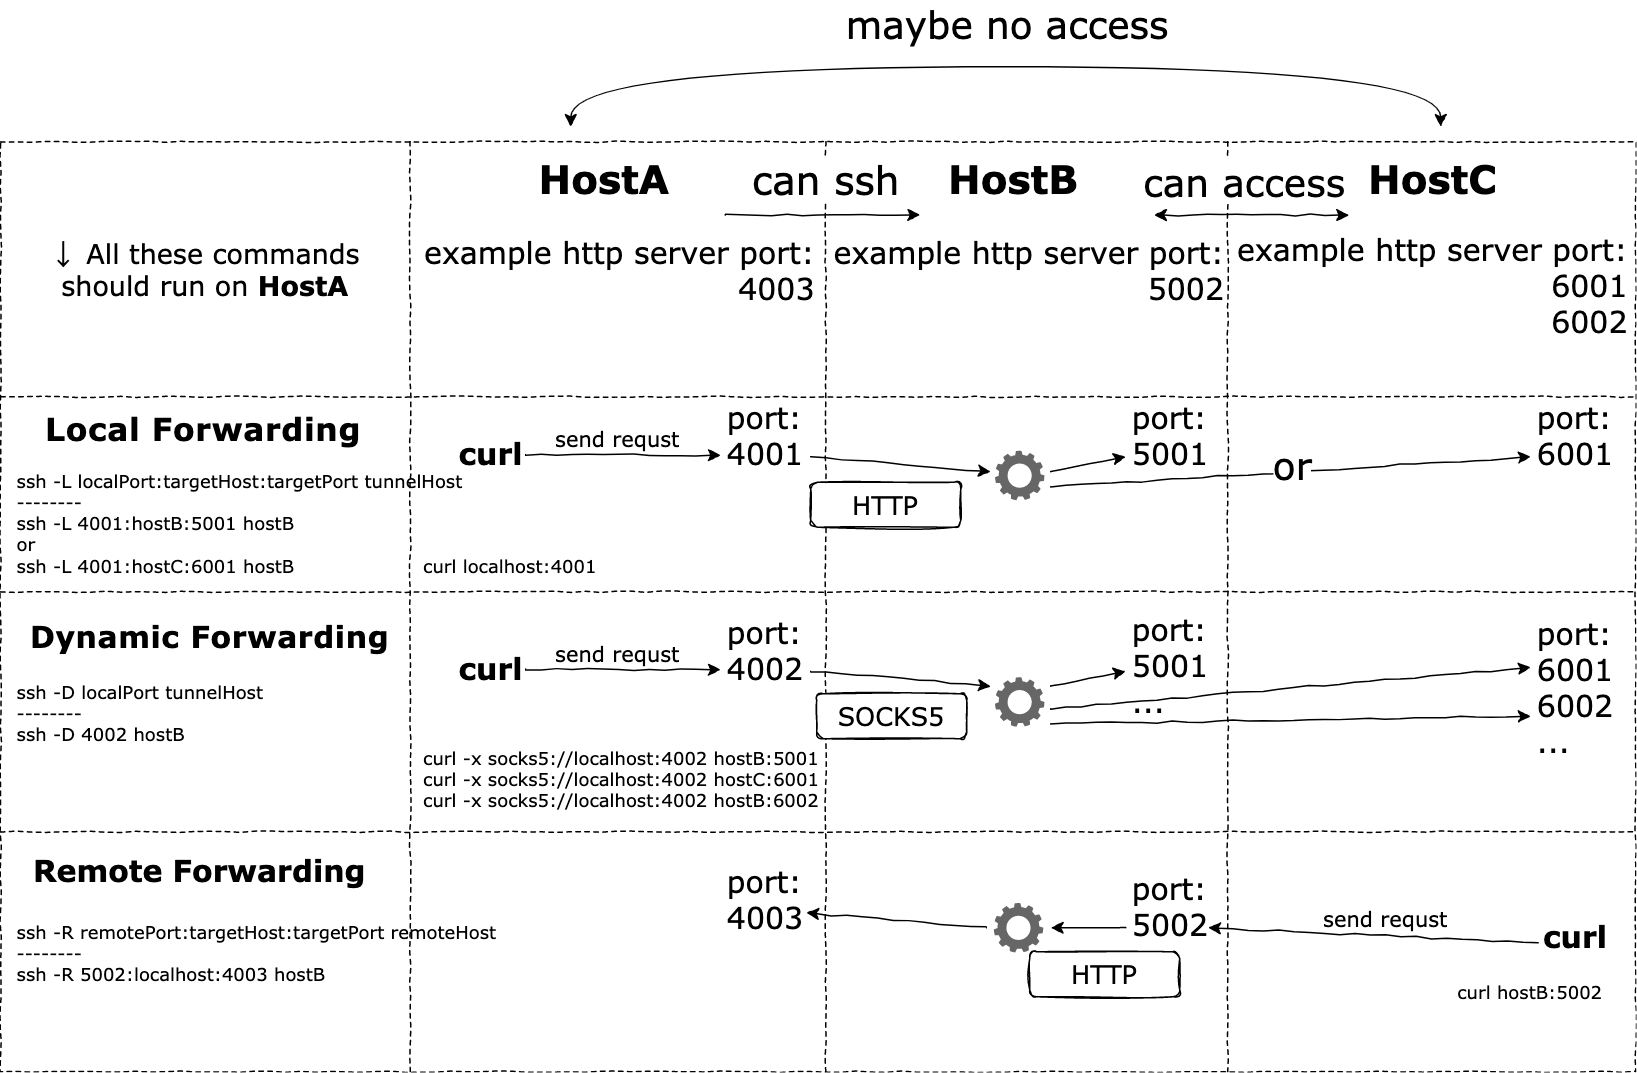 maybe no access
HostA
can ssh
HostB
can access
HostC
↓ All these commands
should run on HostA
example http server port:
4003
example http server port:
5002
example http server port:
6001
6002
Local Forwarding
ssh -L localPort:targetHost:targetPort tunnelHost
--------
ssh -L 4001:hostB:5001 hostB
or
ssh -L 4001:hostC:6001 hostB
curl
send requst
port:
4001
HTTP
curl localhost:4001
port:
5001
or
port:
6001
Dynamic Forwarding
ssh -D localPort tunnelHost
--------
ssh -D 4002 hostB
curl
send requst
port:
4002
SOCKS5
curl -x socks5://localhost:4002 hostB:5001
curl -x socks5://localhost:4002 hostC:6001
curl -x socks5://localhost:4002 hostB:6002
port:
5001
...
port:
6001
6002
...
Remote Forwarding
ssh -R remotePort:targetHost:targetPort remoteHost
--------
ssh -R 5002:localhost:4003 hostB
port:
4003
port:
5002
HTTP
send requst
curl
curl hostB:5002